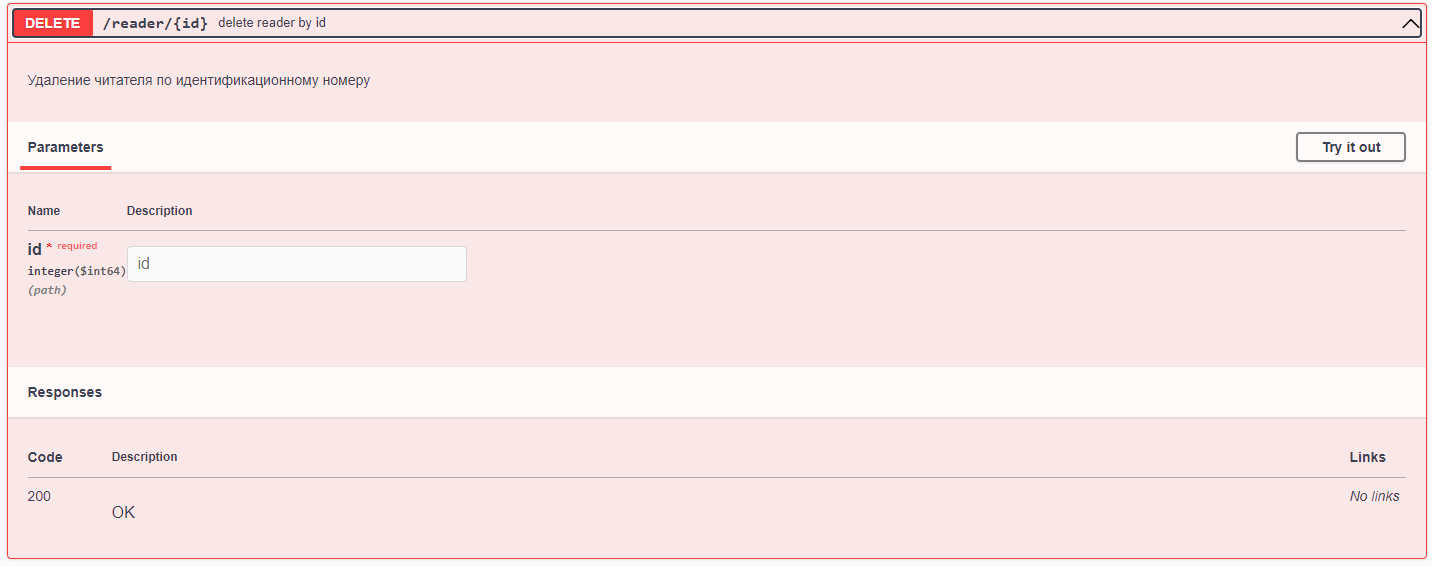 DELETE /reader/{id} delete reader by id
Удаление читателя по идентификационному номеру
Parameters Try it out
Name Description
id * required
integer($int64) id
(path)
Responses
Code Description Links
200 No links
OK